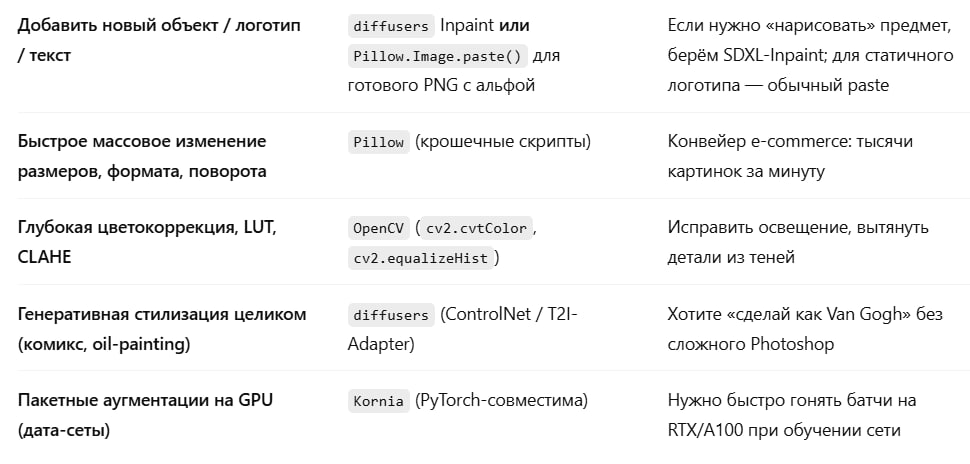 Добавить новый объект / логотип
/ текст
diffusers Inpaint или
Pillow.Image.paste() для
готового PNG с альфой
Если нужно «нарисовать» предмет,
берём SDXL-Inpaint; для статичного
логотипа — обычный paste
Быстрое массовое изменение
размеров, формата, поворота
Pillow (крошечные скрипты)
Конвейер e-commerce: тысячи
картинок за минуту
Глубокая цветокоррекция, LUT,
CLAHE
OpenCV ( cv2.cvtColor ,
cv2.equalizeHist )
Исправить освещение, вытянуть
детали из теней
Генеративная стилизация целиком
(комикс, oil-painting)
diffusers (ControlNet / T2I-
Adapter)
Хотите «сделай как Van Gogh» без
сложного Photoshop
Пакетные аугментации на GPU
(дата-сеты)
Kornia (PyTorch-совместима)
Нужно быстро гонять батчи на
RTX/A100 при обучении сети